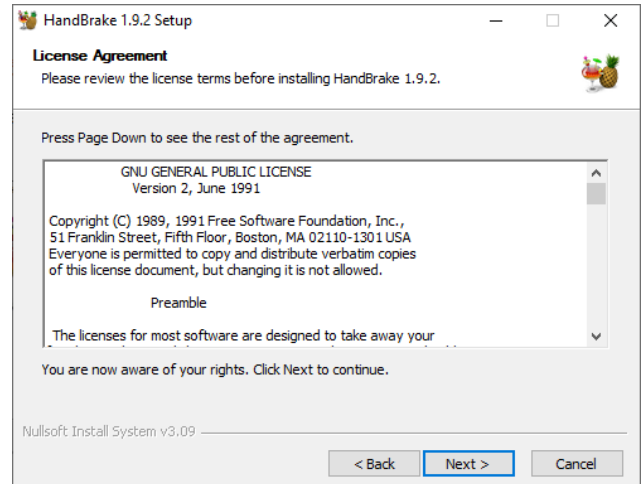 HandBrake 1.9.2 Setup
License Agreement
Please review the license terms before installing HandBrake 1.9.2.
Press Page Down to see the rest of the agreement.
GNU GENERAL PUBLIC LICENSE
Version 2, June 1991
Copyright (C) 1989, 1991 Free Software Foundation, Inc.,
51 Franklin Street, Fifth Floor, Boston, MA 02110-1301 USA
Everyone is permitted to copy and distribute verbatim copies
of this license document, but changing it is not allowed.
Preamble
The licenses for most software are designed to take away your
You are now aware of your rights. Click Next to continue.
Nullsoft Install System v3.09
< Back
Next >
Cancel